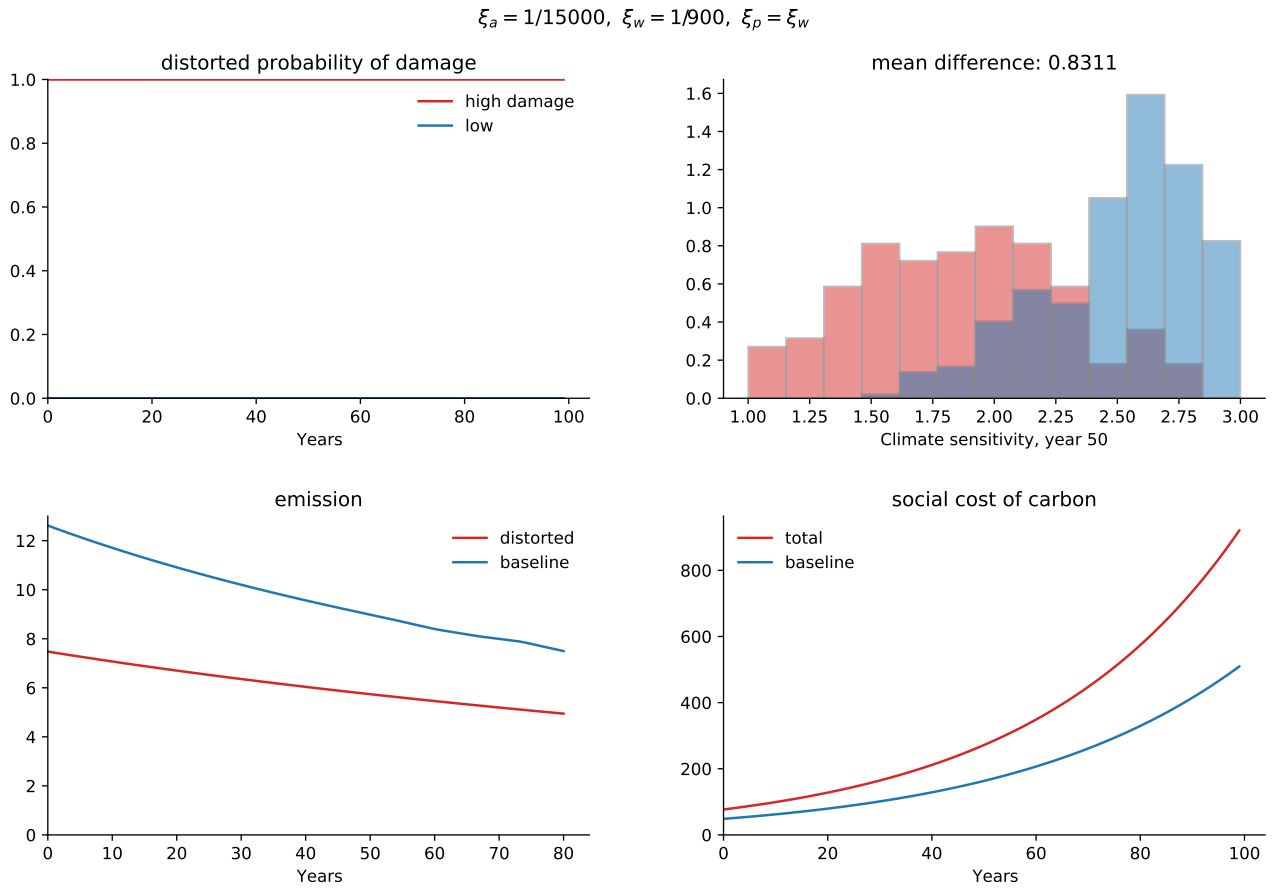 ξₐ = 1/15000, ξ_w = 1/900, ξₚ = ξ_w
distorted probability of damage
1.0
0.8
0.6
0.4
0.2
0.0
high damage
low
0 20 40 60 80 100
Years
mean difference: 0.8311
1.6
1.4
1.2
1.0
0.8
0.6
0.4
0.2
0.0
1.00 1.25 1.50 1.75 2.00 2.25 2.50 2.75 3.00
Climate sensitivity, year 50
emission
12
10
8
6
4
2
0
distorted
baseline
0 10 20 30 40 50 60 70 80
Years
social cost of carbon
total
baseline
800
600
400
200
0
0 20 40 60 80 100
Years